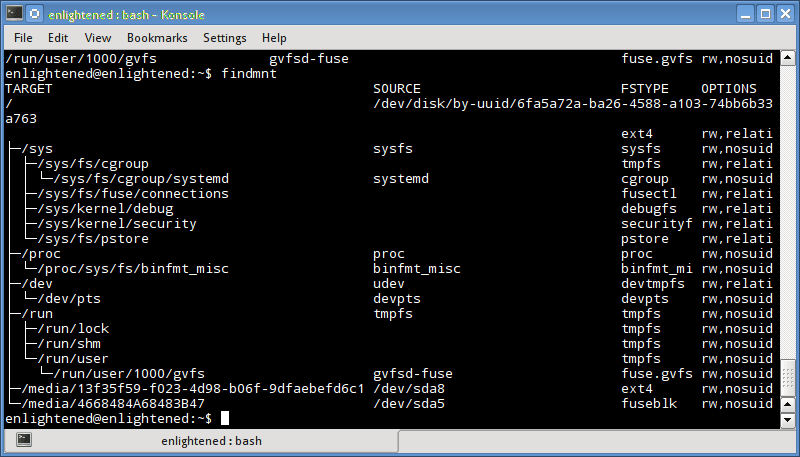 enlightened : bash – Konsole
File Edit View Bookmarks Settings Help
/run/user/1000/gvfs gvfsd-fuse fuse.gvfs rw,nosuid
enlightened@enlightened:~$ findmnt
TARGET SOURCE FSTYPE OPTIONS
/ /dev/disk/by-uuid/6fa5a72a-ba26-4588-a103-74bb6b33
a763
ext4 rw,relati
├─/sys sysfs sysfs rw,nosuid
│ ├─/sys/fs/cgroup tmpfs rw,relati
│ │ └─/sys/fs/cgroup/systemd systemd cgroup rw,nosuid
│ ├─/sys/fs/fuse/connections fusectl rw,relati
│ ├─/sys/kernel/debug debugfs rw,relati
│ ├─/sys/kernel/security securityf rw,relati
│ └─/sys/fs/pstore pstore rw,relati
├─/proc proc proc rw,nosuid
│ └─/proc/sys/fs/binfmt_misc binfmt_misc binfmt_mi rw,nosuid
├─/dev udev devtmpfs rw,relati
│ └─/dev/pts devpts devpts rw,nosuid
├─/run tmpfs tmpfs rw,nosuid
│ ├─/run/lock tmpfs rw,nosuid
│ ├─/run/shm tmpfs rw,nosuid
│ └─/run/user tmpfs rw,nosuid
│ └─/run/user/1000/gvfs gvfsd-fuse fuse.gvfs rw,nosuid
├─/media/13f35f59-f023-4d98-b06f-9dfaebefd6c1 /dev/sda8 ext4 rw,nosuid
└─/media/4668484A68483B47 /dev/sda5 fuseblk rw,nosuid
enlightened@enlightened:~$
enlightened : bash